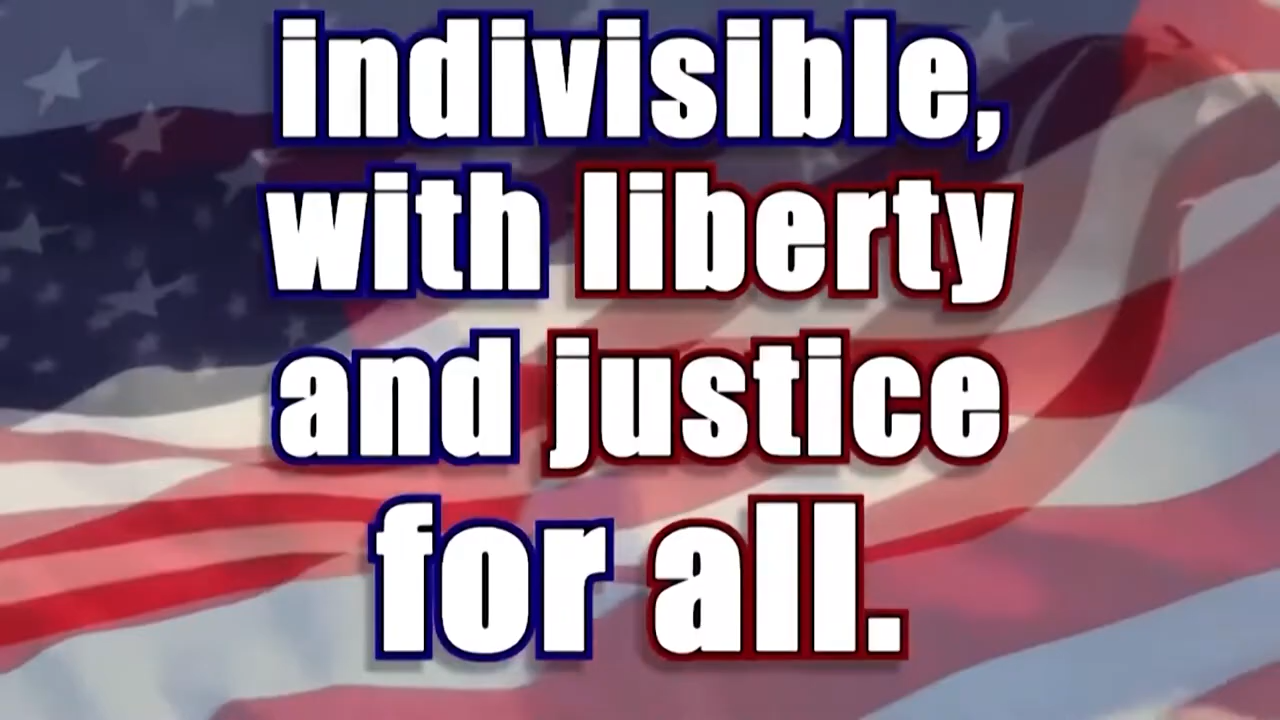 indivisible,
with liberty
and justice
for all.